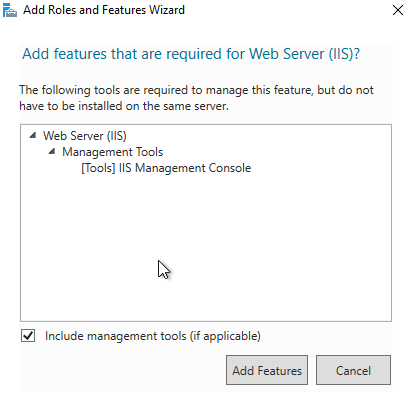 Add Roles and Features Wizard
Add features that are required for Web Server (IIS)?
The following tools are required to manage this feature, but do not
have to be installed on the same server.
Web Server (IIS)
Management Tools
[Tools] IIS Management Console
Include management tools (if applicable)
Add Features
Cancel